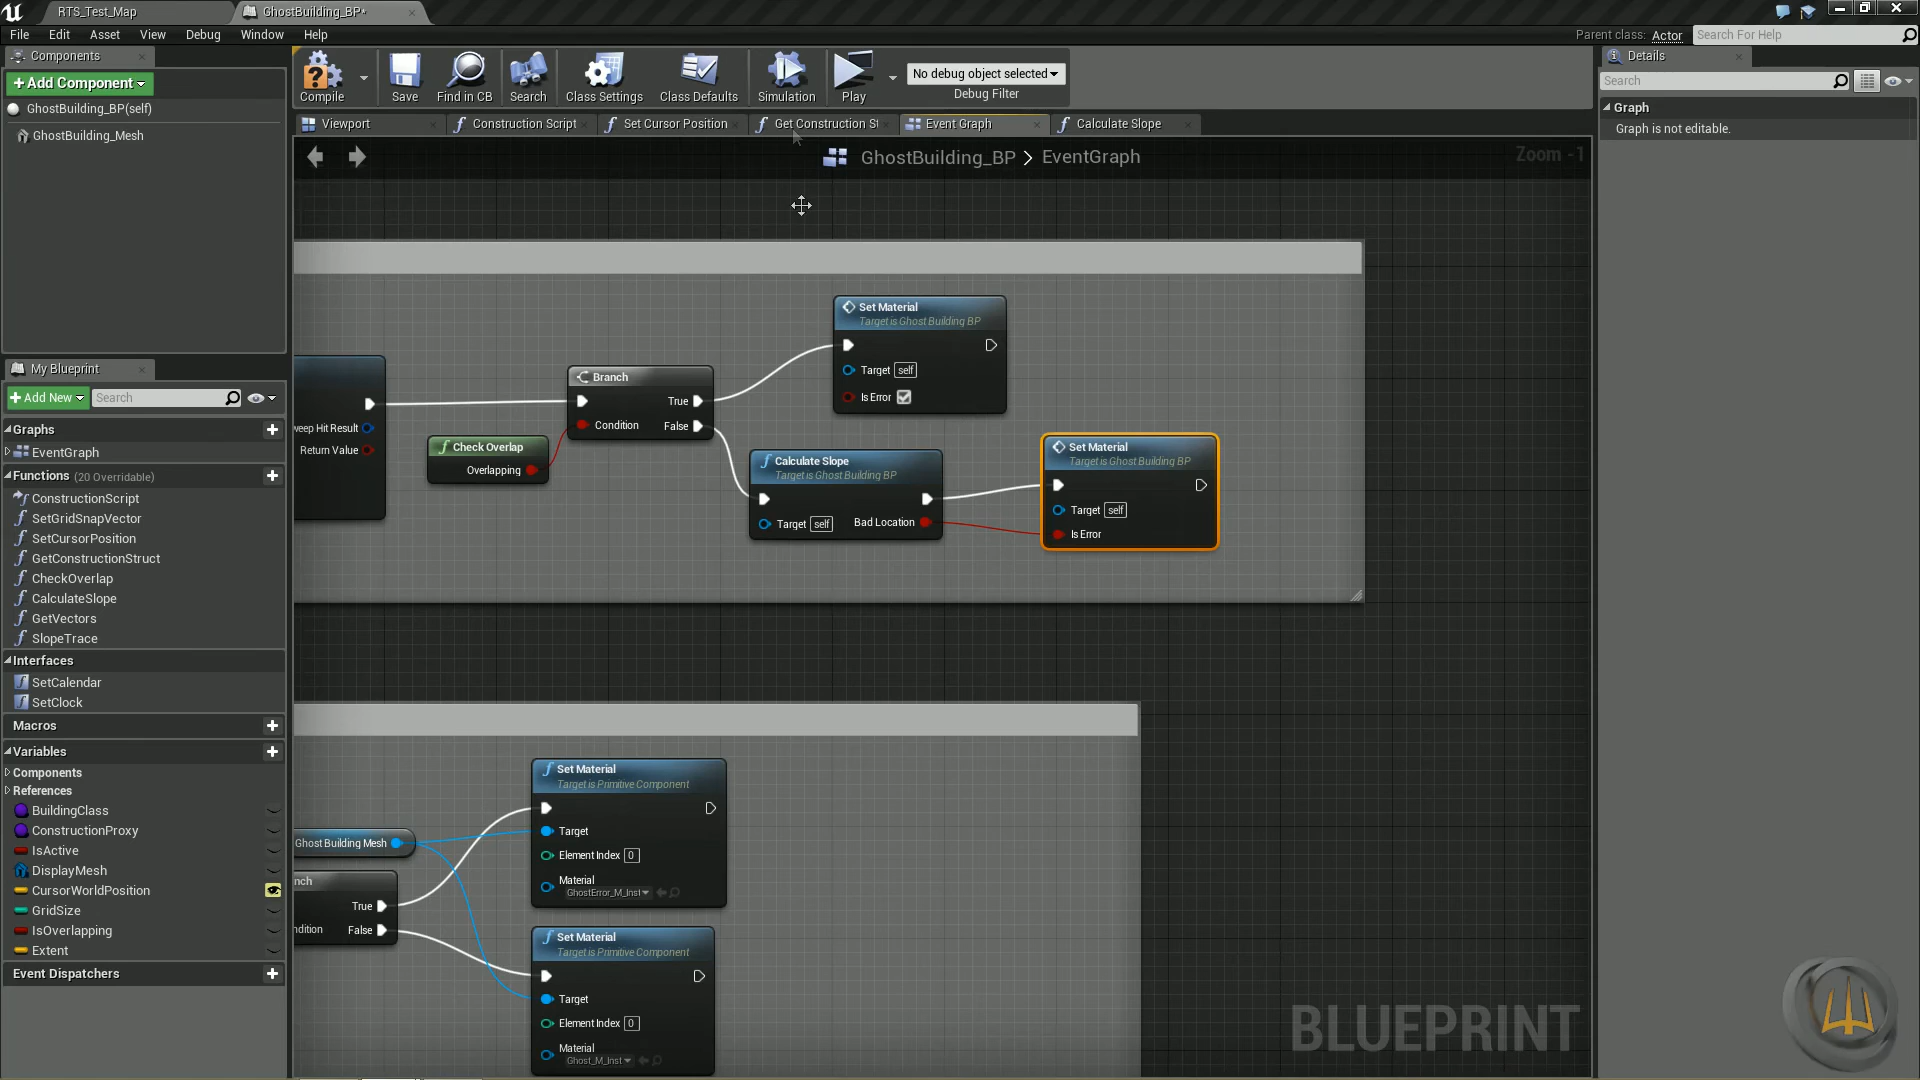 RTS_Test_Map
GhostBuilding_BP*
File Edit Asset View Debug Window Help
Parent class: Actor
Search For Help
Components
+Add Component
GhostBuilding_BP(self)
GhostBuilding_Mesh
Compile
Save
Find in CB
Search
Class Settings
Class Defaults
Simulation
Play
No debug object selected
Debug Filter
Details
Search
Graph
Graph is not editable.
Viewport
Construction Script
Set Cursor Position
Get Construction St
Event Graph
Calculate Slope
GhostBuilding_BP > EventGraph
Zoom -1
My Blueprint
+Add New
Search
Graphs
EventGraph
Functions (20 Overridable)
ConstructionScript
SetGridSnapVector
SetCursorPosition
GetConstructionStruct
CheckOverlap
CalculateSlope
GetVectors
SlopeTrace
Interfaces
SetCalendar
SetClock
Macros
Variables
Components
References
BuildingClass
ConstructionProxy
IsActive
DisplayMesh
CursorWorldPosition
GridSize
IsOverlapping
Extent
Event Dispatchers
weep Hit Result
Return Value
Check Overlap
Overlapping
Branch
True
Condition
False
Set Material
Target is Ghost Building BP
Target self
Is Error
Calculate Slope
Target is Ghost Building BP
Target self
Bad Location
Set Material
Target is Ghost Building BP
Target self
Is Error
Ghost Building Mesh
nch
True
ndition
False
Set Material
Target is Primitive Component
Target
Element Index 0
Material
GhostError_M_Inst
Set Material
Target is Primitive Component
Target
Element Index 0
Material
Ghost_M_Inst
BLUEPRINT